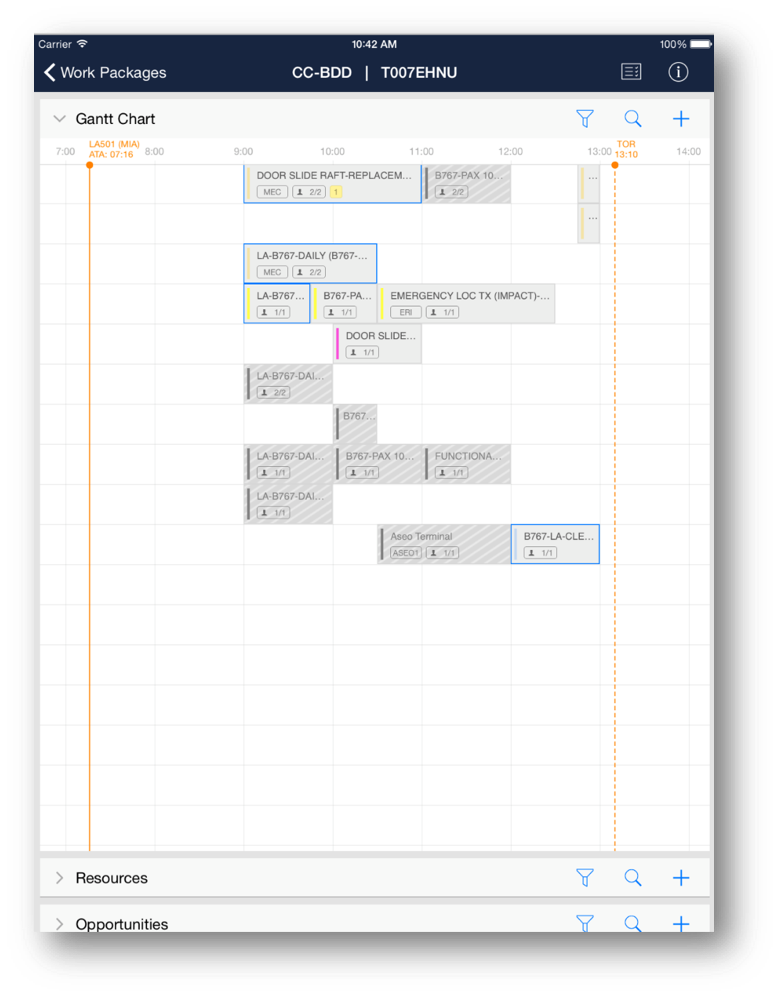 Carrier 10:42 AM 100%
Work Packages CC-BDD | T007EHNU
Gantt Chart
LA501 (MIA) TOR
7:00 ATA: 07:16 8:00 9:00 10:00 11:00 12:00 13:00 13:10 14:00
DOOR SLIDE RAFT-REPLACEM... B767-PAX 10... ...
MEC 2/2 1 2/2
...
LA-B767-DAILY (B767-...
MEC 2/2
LA-B767... B767-PA... EMERGENCY LOC TX (IMPACT)-...
1/1 1/1 ERI 1/1
DOOR SLIDE...
1/1
LA-B767-DAI...
2/2
B767...
LA-B767-DAI... B767-PAX 10... FUNCTIONA...
1/1 1/1 1/1
LA-B767-DAI...
1/1
Aseo Terminal B767-LA-CLE...
ASEO1 1/1 1/1
Resources
Opportunities